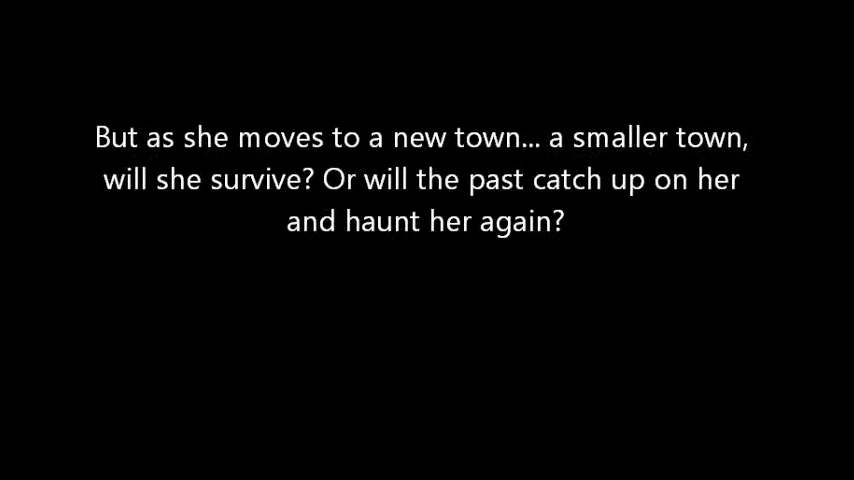 But as she moves to a new town... a smaller town,
will she survive? Or will the past catch up on her
and haunt her again?